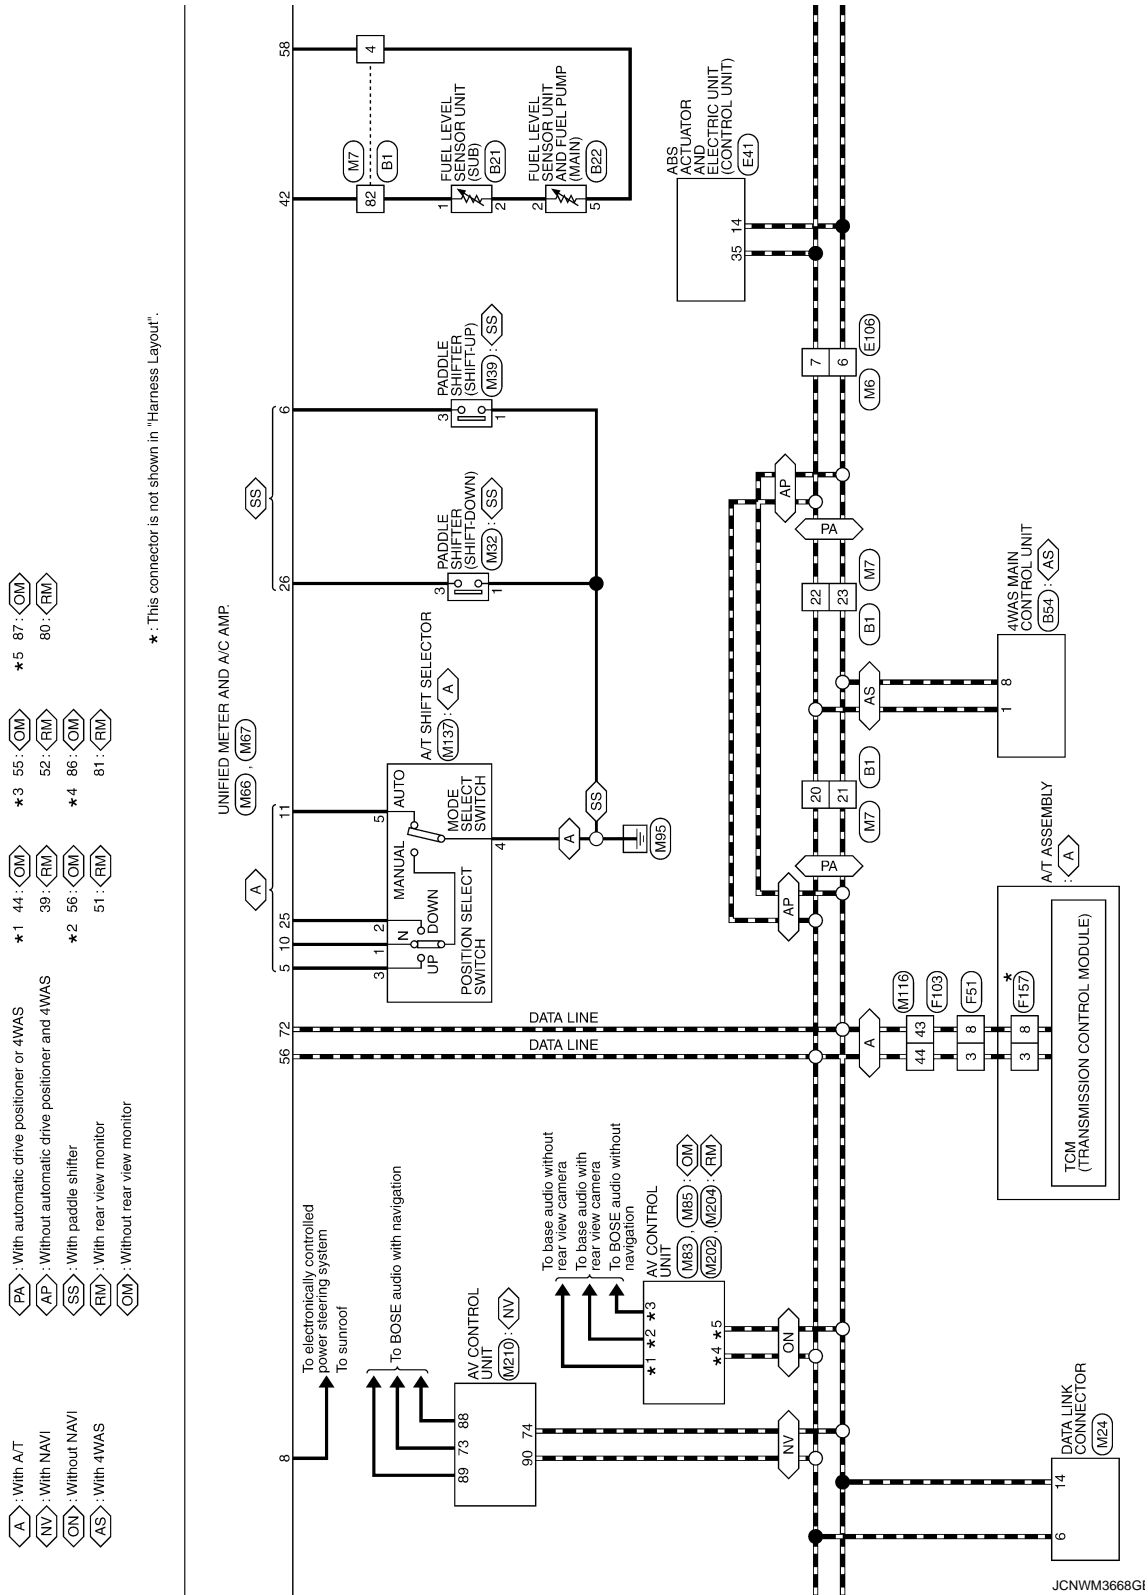 A : With A/T
NV : With NAVI
ON : Without NAVI
AS : With 4WAS
PA : With automatic drive positioner or 4WAS
AP : Without automatic drive positioner and 4WAS
SS : With paddle shifter
RM : With rear view monitor
OM : Without rear view monitor
*1 44 : OM
39 : RM
*2 56 : OM
51 : RM
*3 55 : OM
52 : RM
*4 86 : OM
81 : RM
*5 87 : OM
80 : RM
* : This connector is not shown in "Harness Layout".
UNIFIED METER AND A/C AMP.
M66 , M67
8
56
72
5
10
25
11
A
26
6
SS
42
58
To electronically controlled
power steering system
To sunroof
To BOSE audio with navigation
AV CONTROL
UNIT
M210 : NV
89
73
88
90
74
NV
To base audio without
rear view camera
To base audio with
rear view camera
To BOSE audio without
navigation
AV CONTROL
UNIT
M83 , M85 : OM
M202 , M204 : RM
*1
*2
*3
*4
*5
ON
DATA LINE
DATA LINE
3
1
2
5
UP
N
DOWN
MANUAL
AUTO
POSITION SELECT
SWITCH
MODE
SELECT
SWITCH
4
A/T SHIFT SELECTOR
M137 : A
A
SS
M95
PADDLE
SHIFTER
(SHIFT-DOWN)
M32 : SS
3
1
PADDLE
SHIFTER
(SHIFT-UP)
M39 : SS
3
1
M7
B1
82
4
FUEL LEVEL
SENSOR UNIT
(SUB)
B21
1
2
FUEL LEVEL
SENSOR UNIT
AND FUEL PUMP
(MAIN)
B22
2
5
ABS
ACTUATOR
AND
ELECTRIC UNIT
(CONTROL UNIT)
E41
35
14
AP
PA
20
21
M7
B1
AS
22
23
B1
M7
PA
AP
7
6
M6
E106
DATA LINK
CONNECTOR
M24
6
14
A
44
43
M116
F103
3
8
F51
3
8
*
F157
A/T ASSEMBLY
: A
TCM
(TRANSMISSION CONTROL MODULE)
1
8
4WAS MAIN
CONTROL UNIT
B54 : AS
JCNWM3668GI